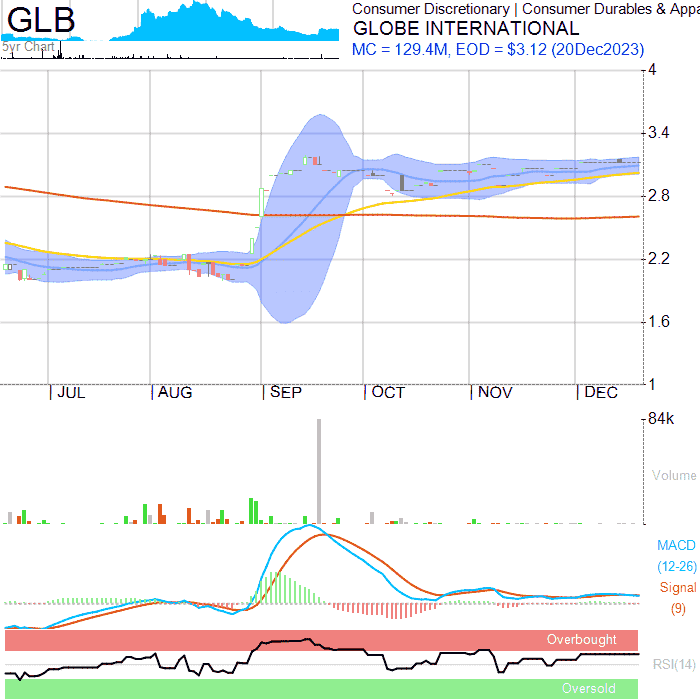 GLB
5yr Chart
Consumer Discretionary | Consumer Durables & Appa
GLOBE INTERNATIONAL
MC = 129.4M, EOD = $3.12 (20Dec2023)
4
3.4
2.8
2.2
1.6
1
JUL
AUG
SEP
OCT
NOV
DEC
84k
Volume
MACD
(12-26)
Signal
(9)
Overbought
RSI(14)
Oversold